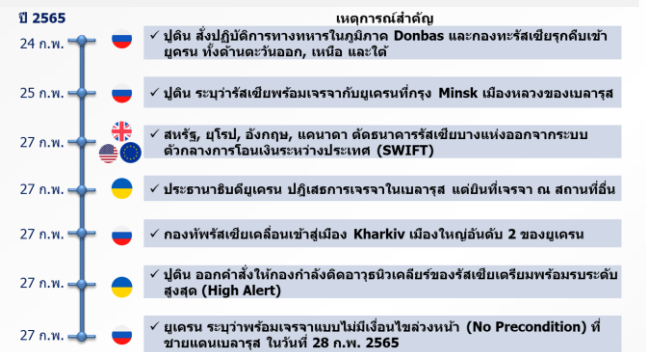 ปี 2565 เหตุการณ์สำคัญ
24 ก.พ. ✓ ปูติน สั่งปฏิบัติการทางทหารในภูมิภาค Donbas และกองทะรัสเซียรุกคืบเข้า
ยูเครน ทั้งด้านตะวันออก, เหนือ และใต้
25 ก.พ. ✓ ปูติน ระบุว่ารัสเซียพร้อมเจรจากับยูเครนที่กรุง Minsk เมืองหลวงของเบลารุส
27 ก.พ. ✓ สหรัฐ, ยุโรป, อังกฤษ, แคนาดา ตัดธนาคารรัสเซียบางแห่งออกจากระบบ
ตัวกลางการโอนเงินระหว่างประเทศ (SWIFT)
27 ก.พ. ✓ ประธานาธิบดียูเครน ปฏิเสธการเจรจาในเบลารุส แต่ยินที่เจรจา ณ สถานที่อื่น
27 ก.พ. ✓ กองทัพรัสเซียเคลื่อนเข้าสู่เมือง Kharkiv เมืองใหญ่อันดับ 2 ของยูเครน
27 ก.พ. ✓ ปูติน ออกคำสั่งให้กองกำลังติดอาวุธนิวเคลียร์ของรัสเซียเตรียมพร้อมรบระดับ
สูงสุด (High Alert)
27 ก.พ. ✓ ยูเครน ระบุว่าพร้อมเจรจาแบบไม่มีเงื่อนไขล่วงหน้า (No Precondition) ที่
ชายแดนเบลารุส ในวันที่ 28 ก.พ. 2565